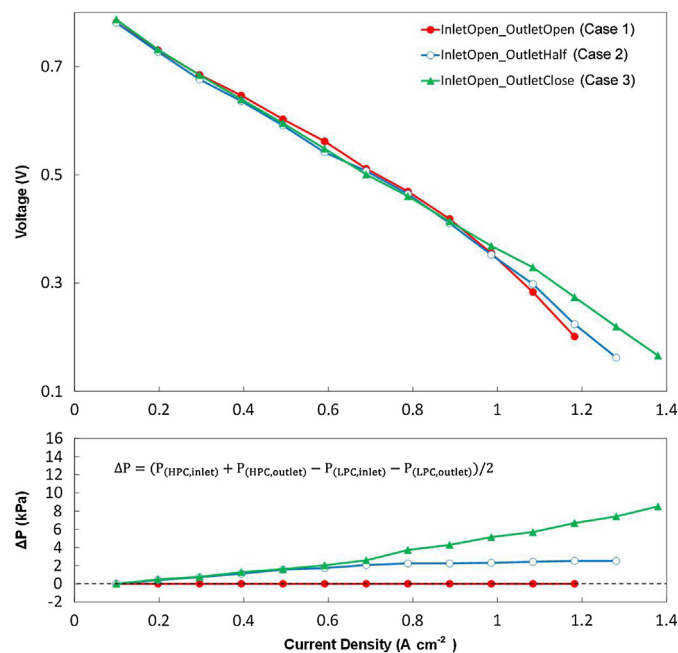 InletOpen_OutletOpen (Case 1)
InletOpen_OutletHalf (Case 2)
InletOpen_OutletClose (Case 3)
Voltage (V)
0.7
0.5
0.3
0.1
0 0.2 0.4 0.6 0.8 1 1.2 1.4
ΔP = (P(HPC,inlet) + P(HPC,outlet) − P(LPC,inlet) − P(LPC,outlet))/2
ΔP (kPa)
16
14
12
10
8
6
4
2
0
-2
0 0.2 0.4 0.6 0.8 1 1.2 1.4
Current Density (A cm-2 )